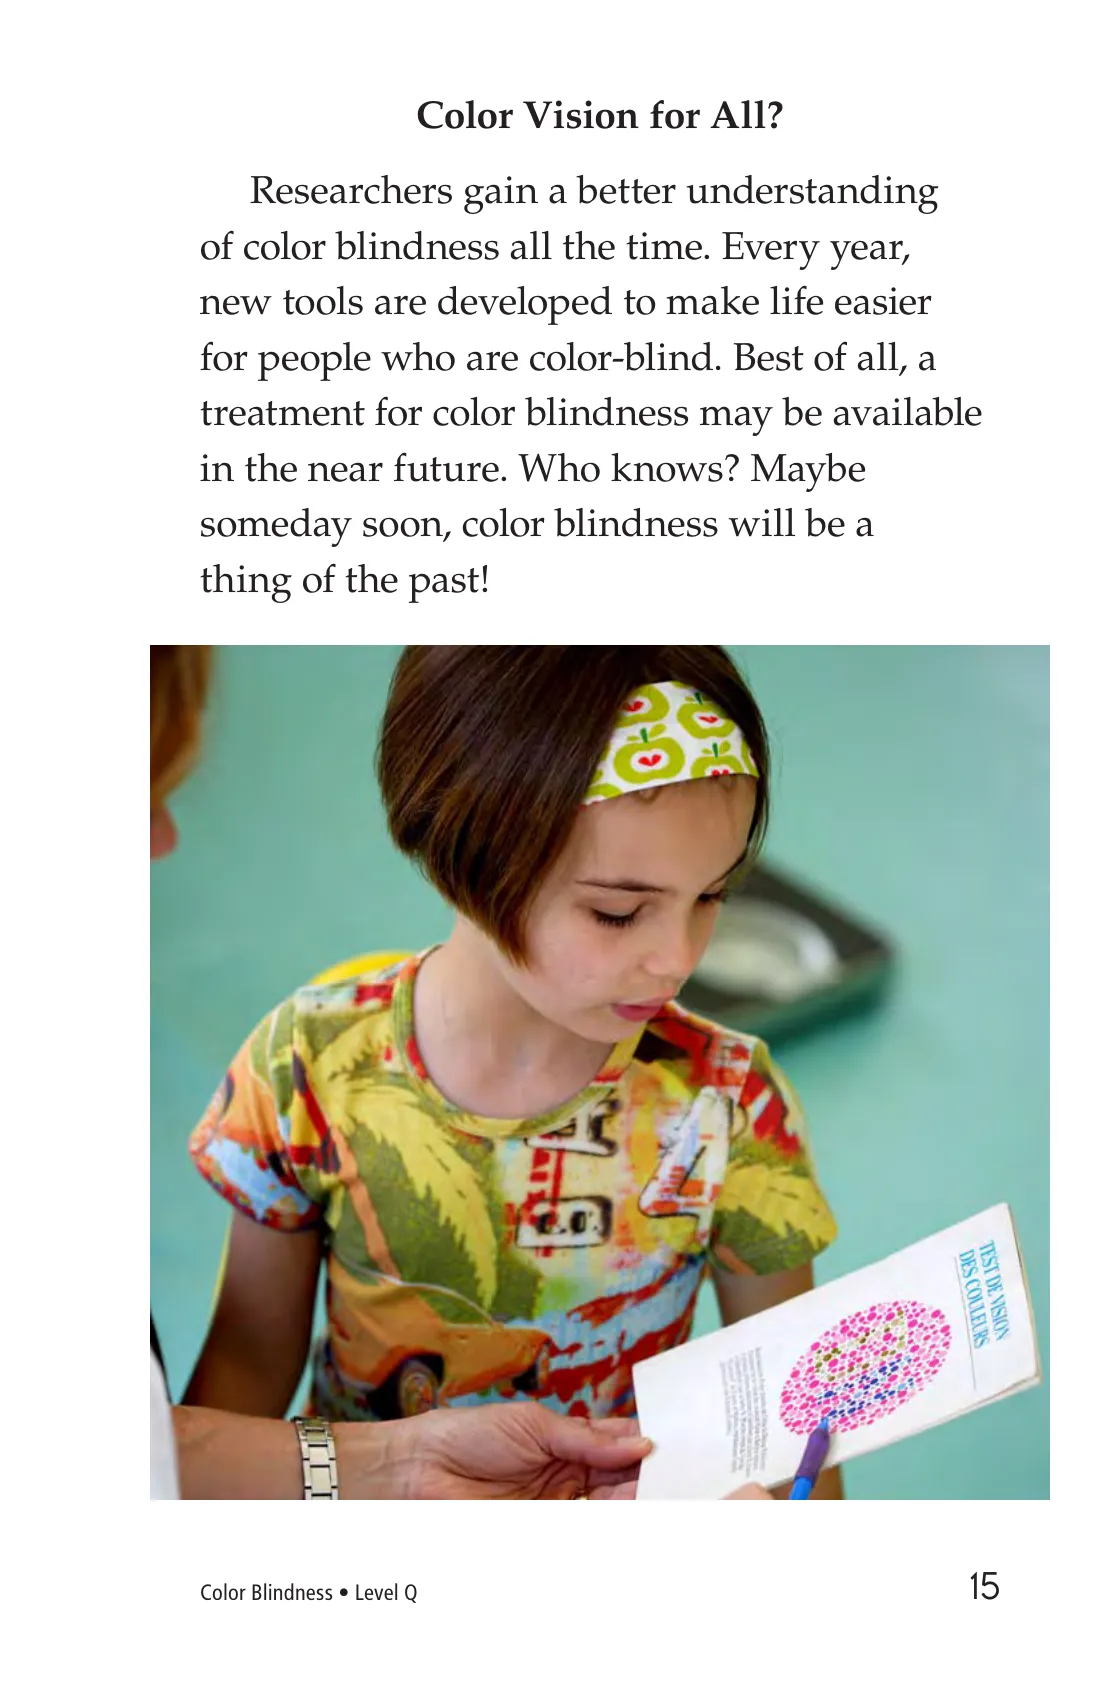 Color Vision for All?
Researchers gain a better understanding
of color blindness all the time. Every year,
new tools are developed to make life easier
for people who are color-blind. Best of all, a
treatment for color blindness may be available
in the near future. Who knows? Maybe
someday soon, color blindness will be a
thing of the past!
TEST DE VISION
DES COULEURS
Color Blindness • Level Q
15